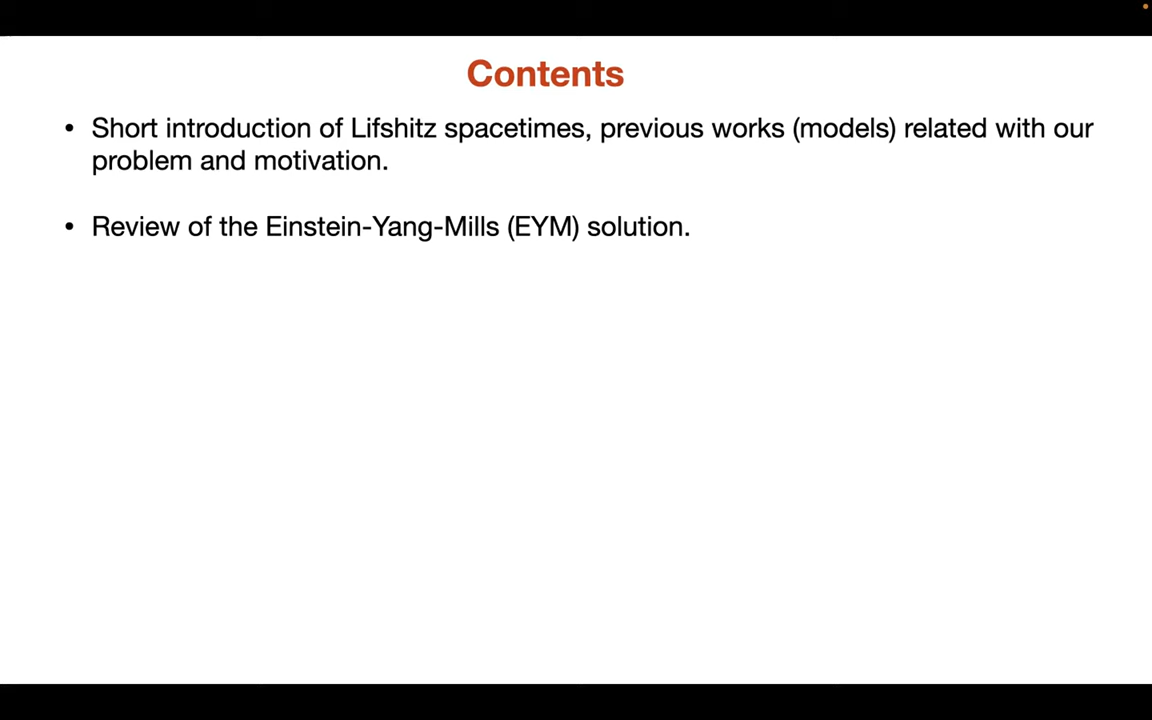 Contents
• Short introduction of Lifshitz spacetimes, previous works (models) related with our
problem and motivation.
• Review of the Einstein-Yang-Mills (EYM) solution.